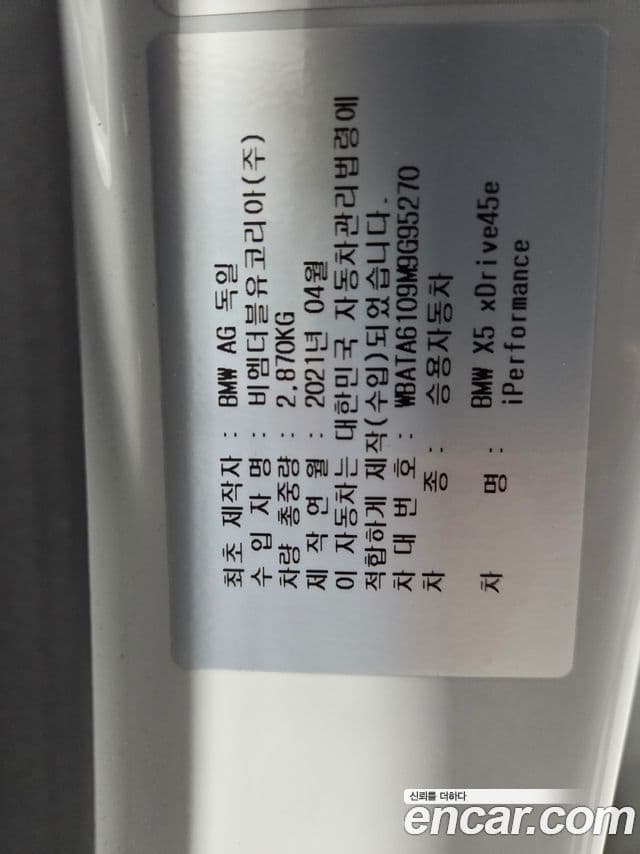 최초 제작자 : BMW AG 독일
수 입 자 명 : 비엠더블유코리아(주)
차량 총중량 : 2,870KG
제 작 연 월 : 2021년 04월
이 자동차는 대한민국 자동차관리법령에
적합하게 제작(수입)되었습니다.
차 대 번 호 : WBATA6109M9G95270
차 종 : 승용자동차
차 명 : BMW X5 xDrive45e
iPerformance
신뢰를 더하다
encar.com